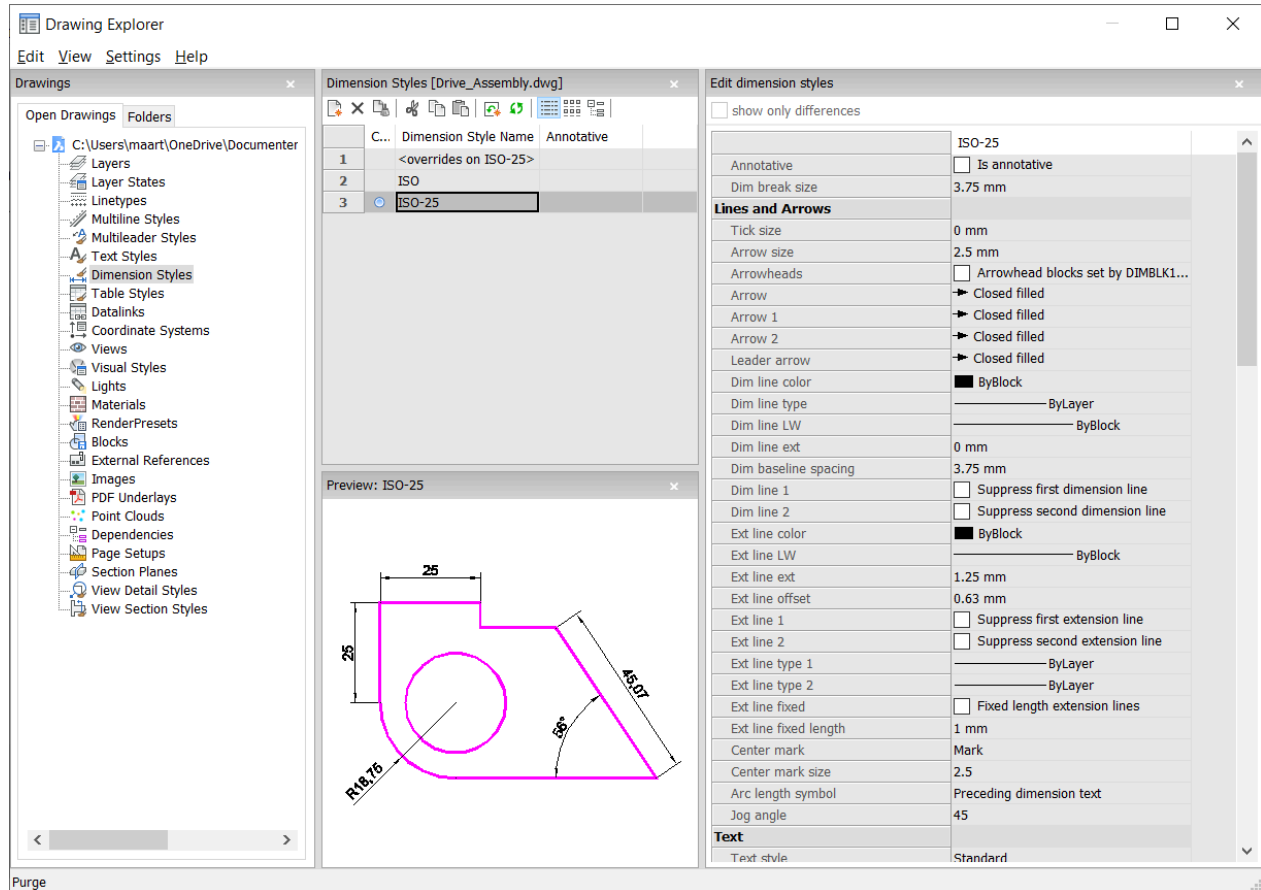 Drawing Explorer
Edit View Settings Help
Drawings
Open Drawings Folders
C:\Users\maart\OneDrive\Documenter
Layers
Layer States
Linetypes
Multiline Styles
Multileader Styles
Text Styles
Dimension Styles
Table Styles
Datalinks
Coordinate Systems
Views
Visual Styles
Lights
Materials
RenderPresets
Blocks
External References
Images
PDF Underlays
Point Clouds
Dependencies
Page Setups
Section Planes
View Detail Styles
View Section Styles
Dimension Styles [Drive_Assembly.dwg]
C... Dimension Style Name Annotative
1 <overrides on ISO-25>
2 ISO
3 ISO-25
Preview: ISO-25
25
25
45,07
56°
R18,75
Edit dimension styles
show only differences
ISO-25
Annotative Is annotative
Dim break size 3.75 mm
Lines and Arrows
Tick size 0 mm
Arrow size 2.5 mm
Arrowheads Arrowhead blocks set by DIMBLK1...
Arrow Closed filled
Arrow 1 Closed filled
Arrow 2 Closed filled
Leader arrow Closed filled
Dim line color ByBlock
Dim line type ByLayer
Dim line LW ByBlock
Dim line ext 0 mm
Dim baseline spacing 3.75 mm
Dim line 1 Suppress first dimension line
Dim line 2 Suppress second dimension line
Ext line color ByBlock
Ext line LW ByBlock
Ext line ext 1.25 mm
Ext line offset 0.63 mm
Ext line 1 Suppress first extension line
Ext line 2 Suppress second extension line
Ext line type 1 ByLayer
Ext line type 2 ByLayer
Ext line fixed Fixed length extension lines
Ext line fixed length 1 mm
Center mark Mark
Center mark size 2.5
Arc length symbol Preceding dimension text
Jog angle 45
Text
Text style Standard
Purge